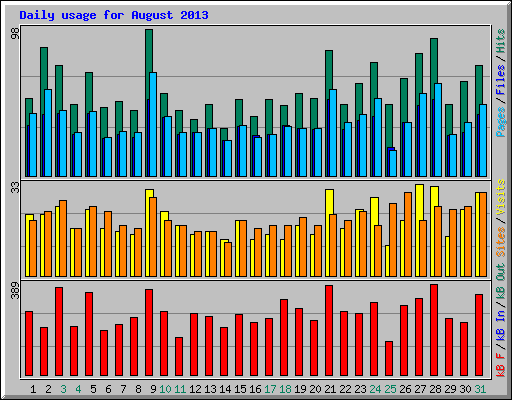 Daily usage for August 2013
98
Pages / Files / Hits
33
Sites / Visits
389
kB F / kB In / kB Out
1 2 3 4 5 6 7 8 9 10 11 12 13 14 15 16 17 18 19 20 21 22 23 24 25 26 27 28 29 30 31